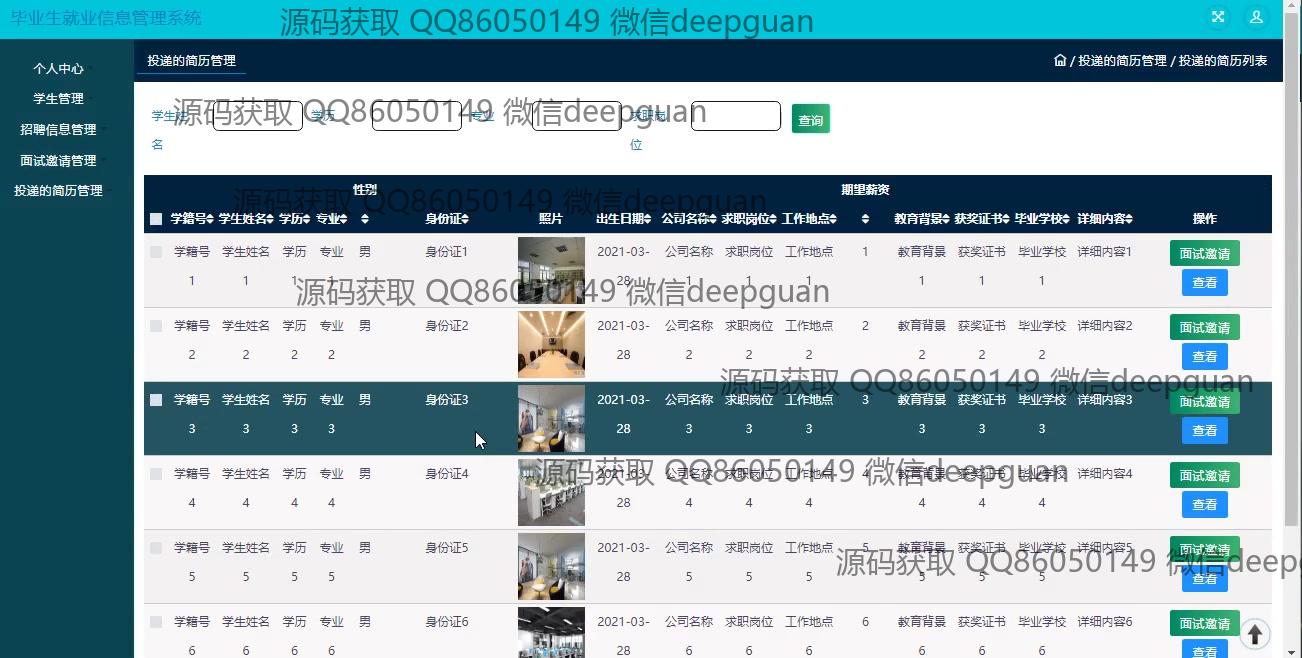 毕业生就业信息管理系统
源码获取 QQ86050149 微信deepguan
个人中心
学生管理
招聘信息管理
面试邀请管理
投递的简历管理
投递的简历管理
/ 投递的简历管理 / 投递的简历列表
学生姓名 学历 专业 求职岗位 查询
源码获取 QQ86050149 微信deepguan
源码获取 QQ86050149 微信deepguan
学籍号 学生姓名 学历 专业 性别 身份证 照片 出生日期 公司名称 求职岗位 工作地点 期望薪资 教育背景 获奖证书 毕业学校 详细内容 操作
学籍号1 学生姓名1 学历1 专业1 男 身份证1 2021-03-28 公司名称1 求职岗位1 工作地点1 1 教育背景1 获奖证书1 毕业学校1 详细内容1 面试邀请 查看
源码获取 QQ86050149 微信deepguan
学籍号2 学生姓名2 学历2 专业2 男 身份证2 2021-03-28 公司名称2 求职岗位2 工作地点2 2 教育背景2 获奖证书2 毕业学校2 详细内容2 面试邀请 查看
源码获取 QQ86050149 微信deepguan
学籍号3 学生姓名3 学历3 专业3 男 身份证3 2021-03-28 公司名称3 求职岗位3 工作地点3 3 教育背景3 获奖证书3 毕业学校3 详细内容3 面试邀请 查看
源码获取 QQ86050149 微信deepguan
学籍号4 学生姓名4 学历4 专业4 男 身份证4 2021-03-28 公司名称4 求职岗位4 工作地点4 4 教育背景4 获奖证书4 毕业学校4 详细内容4 面试邀请 查看
学籍号5 学生姓名5 学历5 专业5 男 身份证5 2021-03-28 公司名称5 求职岗位5 工作地点5 5 教育背景5 获奖证书5 毕业学校5 详细内容5 面试邀请 查看
源码获取 QQ86050149 微信deepg
学籍号6 学生姓名6 学历6 专业6 男 身份证6 2021-03-28 公司名称6 求职岗位6 工作地点6 6 教育背景6 获奖证书6 毕业学校6 详细内容6 面试邀请 查看